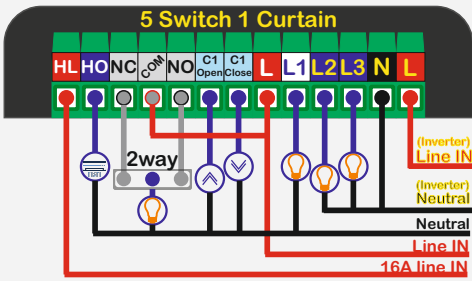 5 Switch 1 Curtain
HL HO NC COM NO C1 Open C1 Close L L1 L2 L3 N L
2way
(Inverter)
Line IN
(Inverter)
Neutral
Neutral
Line IN
16A line IN